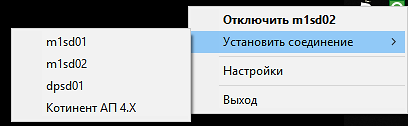 Отключить m1sd02
Установить соединение
Настройки
Выход
m1sd01
m1sd02
dpsd01
Котинент АП 4.X